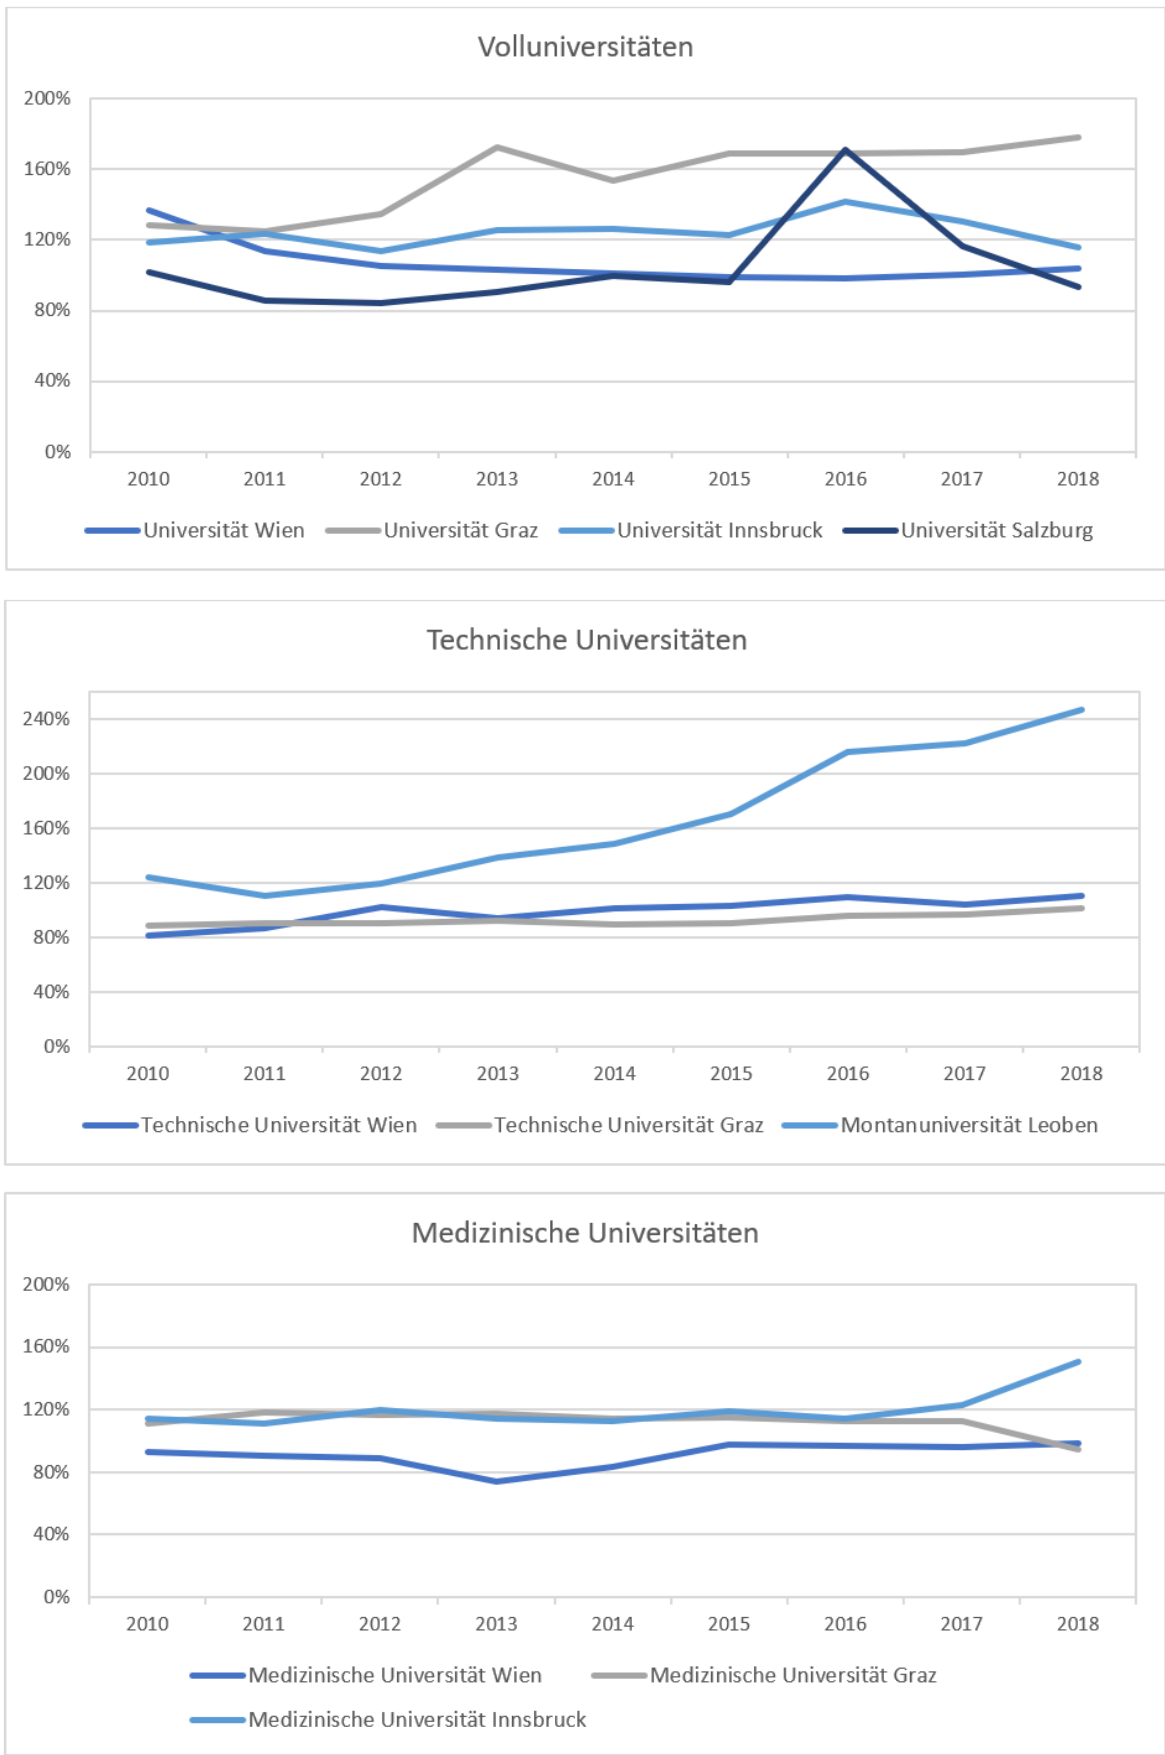 Volluniversitäten
200%
160%
120%
80%
40%
0%
2010 2011 2012 2013 2014 2015 2016 2017 2018
Universität Wien Universität Graz Universität Innsbruck Universität Salzburg
Technische Universitäten
240%
200%
160%
120%
80%
40%
0%
2010 2011 2012 2013 2014 2015 2016 2017 2018
Technische Universität Wien Technische Universität Graz Montanuniversität Leoben
Medizinische Universitäten
200%
160%
120%
80%
40%
0%
2010 2011 2012 2013 2014 2015 2016 2017 2018
Medizinische Universität Wien Medizinische Universität Graz
Medizinische Universität Innsbruck